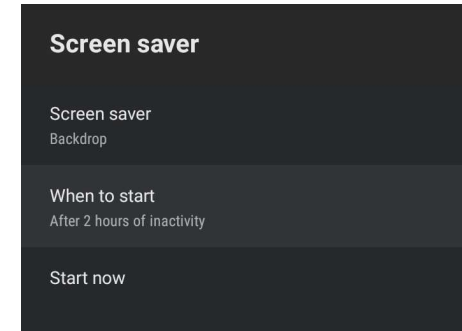 Screen saver
Screen saver
Backdrop
When to start
After 2 hours of inactivity
Start now